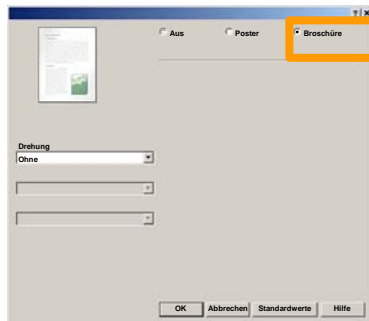 Aus Poster Broschüre
Drehung
Ohne
OK Abbrechen Standardwerte Hilfe